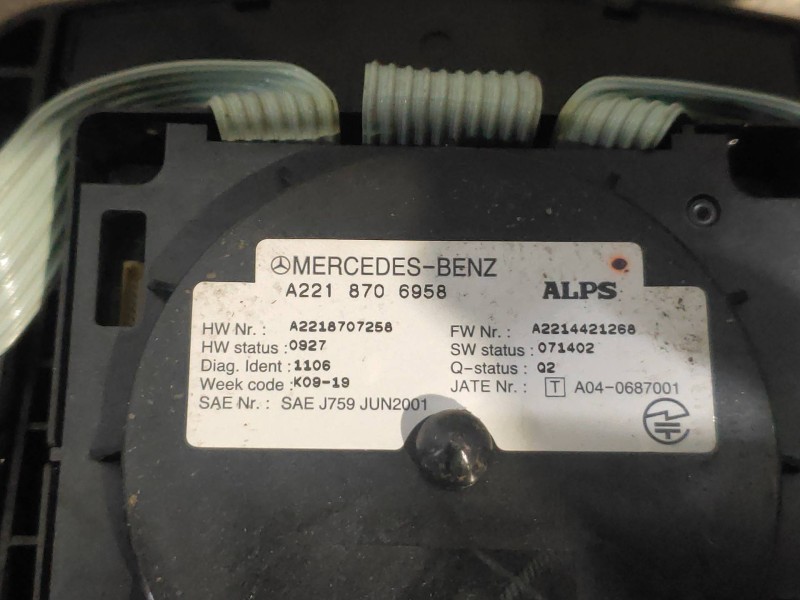 MERCEDES-BENZ
A221 870 6958 ALPS
HW Nr. : A2218707258 FW Nr. : A2214421268
HW status : 0927 SW status : 071402
Diag. Ident : 1106 Q-status : Q2
Week code : K09-19 JATE Nr. : T A04-0687001
SAE Nr. : SAE J759 JUN2001